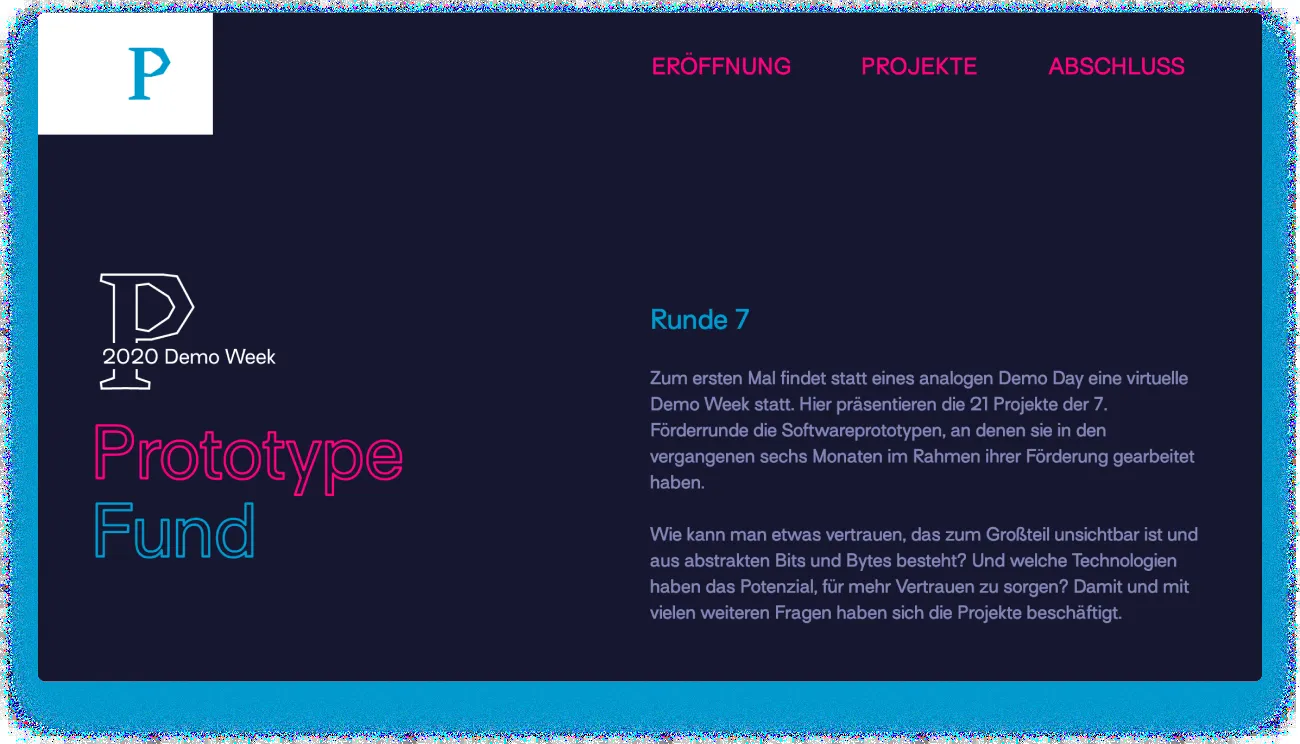 P
ERÖFFNUNG PROJEKTE ABSCHLUSS
P
2020 Demo Week
Prototype
Fund
Runde 7
Zum ersten Mal findet statt eines analogen Demo Day eine virtuelle
Demo Week statt. Hier präsentieren die 21 Projekte der 7.
Förderrunde die Softwareprototypen, an denen sie in den
vergangenen sechs Monaten im Rahmen ihrer Förderung gearbeitet
haben.
Wie kann man etwas vertrauen, das zum Großteil unsichtbar ist und
aus abstrakten Bits und Bytes besteht? Und welche Technologien
haben das Potenzial, für mehr Vertrauen zu sorgen? Damit und mit
vielen weiteren Fragen haben sich die Projekte beschäftigt.